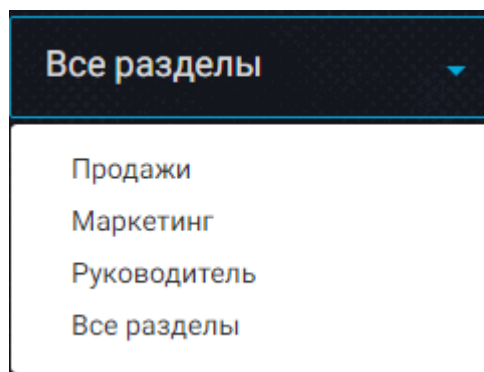 Все разделы
Продажи
Маркетинг
Руководитель
Все разделы